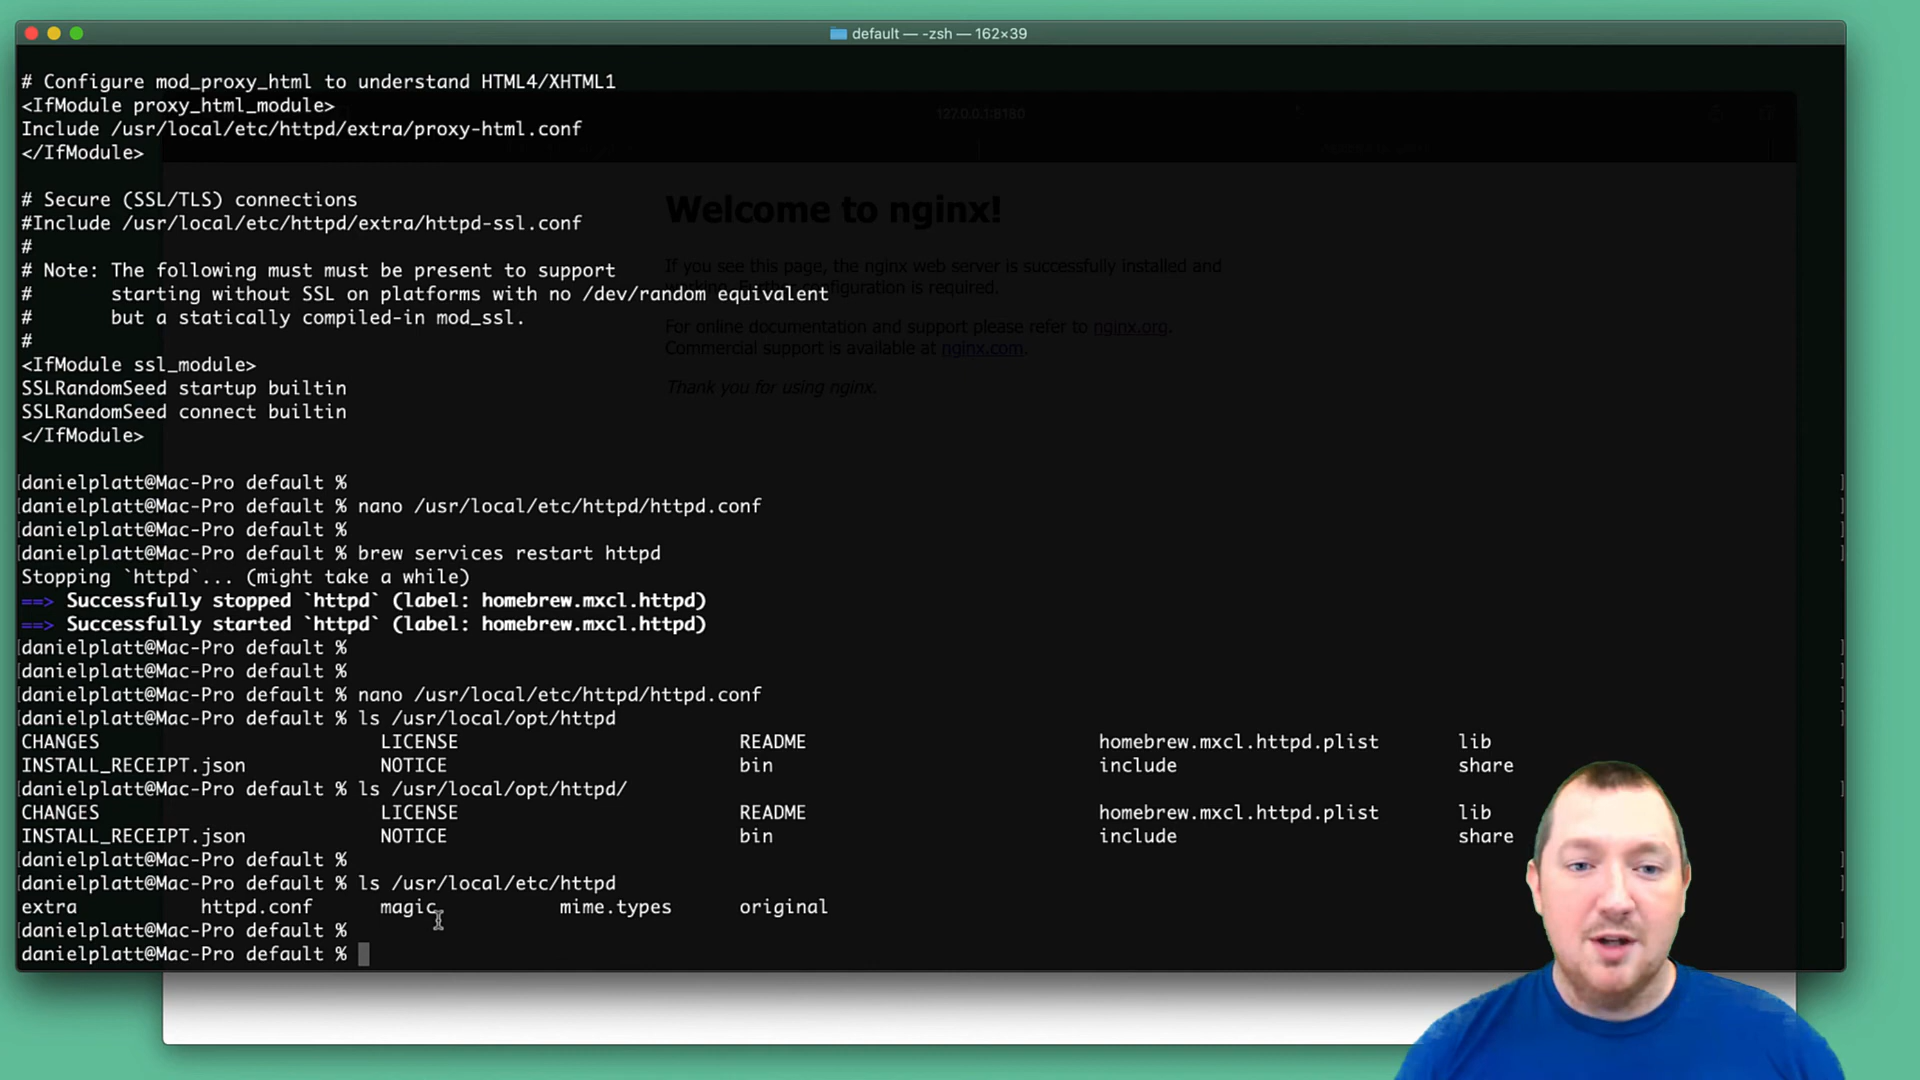 default — -zsh — 162×39
# Configure mod_proxy_html to understand HTML4/XHTML1
<IfModule proxy_html_module>
127.0.0.1:8180
Include /usr/local/etc/httpd/extra/proxy-html.conf
</IfModule>
# Secure (SSL/TLS) connections
#Include /usr/local/etc/httpd/extra/httpd-ssl.conf
#
# Note: The following must must be present to support
#       starting without SSL on platforms with no /dev/random equivalent
#       but a statically compiled-in mod_ssl.
#
<IfModule ssl_module>
SSLRandomSeed startup builtin
SSLRandomSeed connect builtin
</IfModule>
Welcome to nginx!
If you see this page, the nginx web server is successfully installed and
configuration is required.
For online documentation and support please refer to nginx.org.
Commercial support is available at nginx.com.
Thank you for using nginx.
[danielplatt@Mac-Pro default % ]
[danielplatt@Mac-Pro default % nano /usr/local/etc/httpd/httpd.conf ]
[danielplatt@Mac-Pro default % ]
[danielplatt@Mac-Pro default % brew services restart httpd ]
Stopping `httpd`... (might take a while)
==> Successfully stopped `httpd` (label: homebrew.mxcl.httpd)
==> Successfully started `httpd` (label: homebrew.mxcl.httpd)
[danielplatt@Mac-Pro default % ]
[danielplatt@Mac-Pro default % ]
[danielplatt@Mac-Pro default % nano /usr/local/etc/httpd/httpd.conf ]
[danielplatt@Mac-Pro default % ls /usr/local/opt/httpd ]
CHANGES LICENSE README homebrew.mxcl.httpd.plist lib
INSTALL_RECEIPT.json NOTICE bin include share
[danielplatt@Mac-Pro default % ls /usr/local/opt/httpd/ ]
CHANGES LICENSE README homebrew.mxcl.httpd.plist lib
INSTALL_RECEIPT.json NOTICE bin include share
[danielplatt@Mac-Pro default % ]
[danielplatt@Mac-Pro default % ls /usr/local/etc/httpd ]
extra httpd.conf magic mime.types original
[danielplatt@Mac-Pro default % ]
danielplatt@Mac-Pro default %